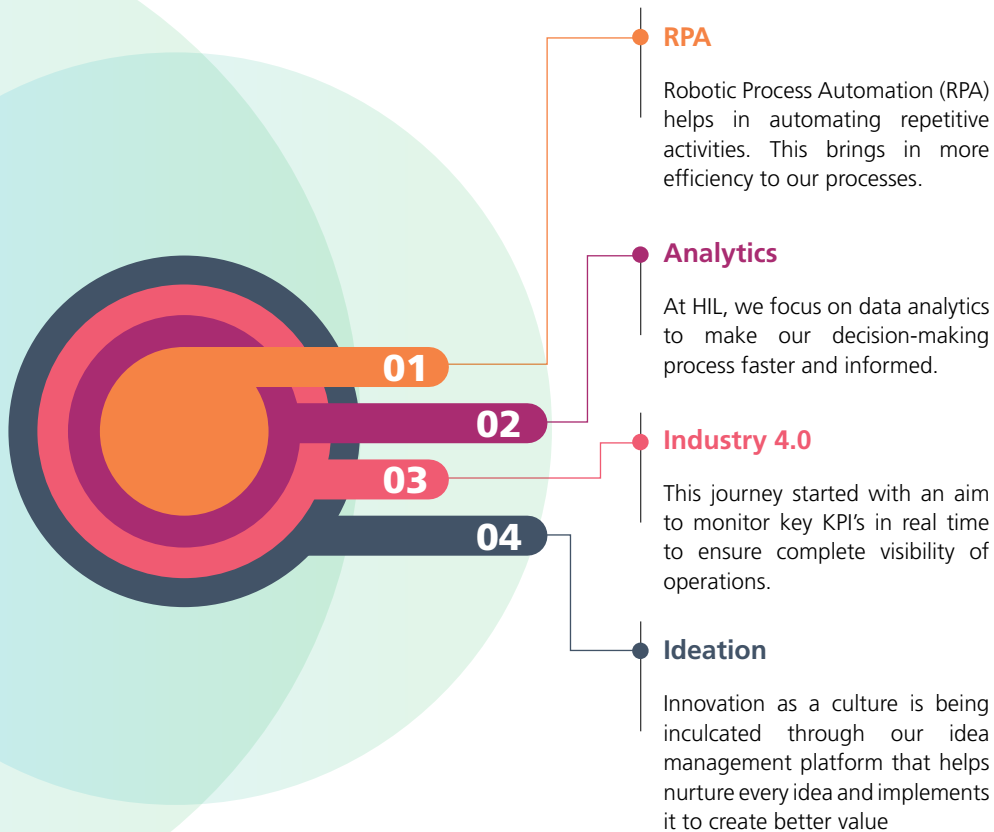 RPA
Robotic Process Automation (RPA)
helps in automating repetitive
activities. This brings in more
efficiency to our processes.
Analytics
At HIL, we focus on data analytics
to make our decision-making
process faster and informed.
01
02
Industry 4.0
03
This journey started with an aim
to monitor key KPI's in real time
to ensure complete visibility of
operations.
04
Ideation
Innovation as a culture is being
inculcated through our idea
management platform that helps
nurture every idea and implements
it to create better value